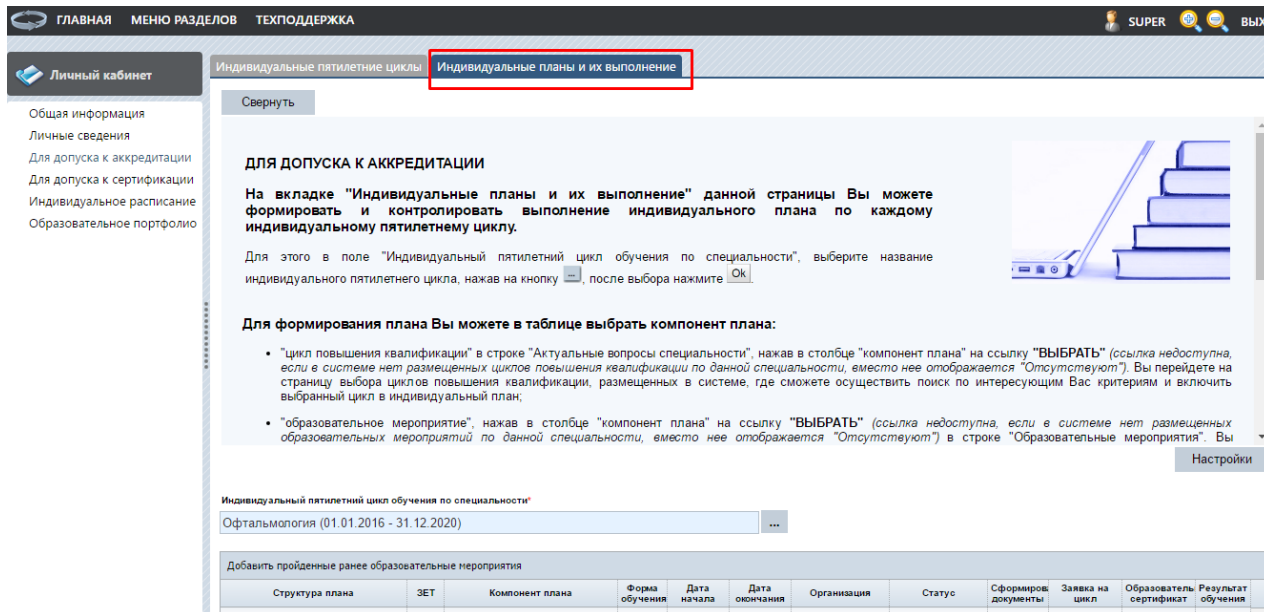 ГЛАВНАЯ МЕНЮ РАЗДЕЛОВ ТЕХПОДДЕРЖКА SUPER ВЫХ
Личный кабинет
Общая информация
Личные сведения
Для допуска к аккредитации
Для допуска к сертификации
Индивидуальное расписание
Образовательное портфолио
Индивидуальные пятилетние циклы Индивидуальные планы и их выполнение
Свернуть
ДЛЯ ДОПУСКА К АККРЕДИТАЦИИ
На вкладке "Индивидуальные планы и их выполнение" данной страницы Вы можете
формировать и контролировать выполнение индивидуального плана по каждому
индивидуальному пятилетнему циклу.
Для этого в поле "Индивидуальный пятилетний цикл обучения по специальности", выберите название
индивидуального пятилетнего цикла, нажав на кнопку ... , после выбора нажмите Ok .
Для формирования плана Вы можете в таблице выбрать компонент плана:
• "цикл повышения квалификации" в строке "Актуальные вопросы специальности", нажав в столбце "компонент плана" на ссылку "ВЫБРАТЬ" (ссылка недоступна,
если в системе нет размещенных циклов повышения квалификации по данной специальности, вместо нее отображается "Отсутствуют"). Вы перейдете на
страницу выбора циклов повышения квалификации, размещенных в системе, где сможете осуществить поиск по интересующим Вас критериям и включить
выбранный цикл в индивидуальный план;
• "образовательное мероприятие", нажав в столбце "компонент плана" на ссылку "ВЫБРАТЬ" (ссылка недоступна, если в системе нет размещенных
образовательных мероприятий по данной специальности, вместо нее отображается "Отсутствуют") в строке "Образовательные мероприятия". Вы
Настройки
Индивидуальный пятилетний цикл обучения по специальности*
Офтальмология (01.01.2016 - 31.12.2020) ...
Добавить пройденные ранее образовательные мероприятия
Структура плана ЗЕТ Компонент плана Форма обучения Дата начала Дата окончания Организация Статус Сформиров документы Заявка на цикл Образователь сертификат Результат обучения